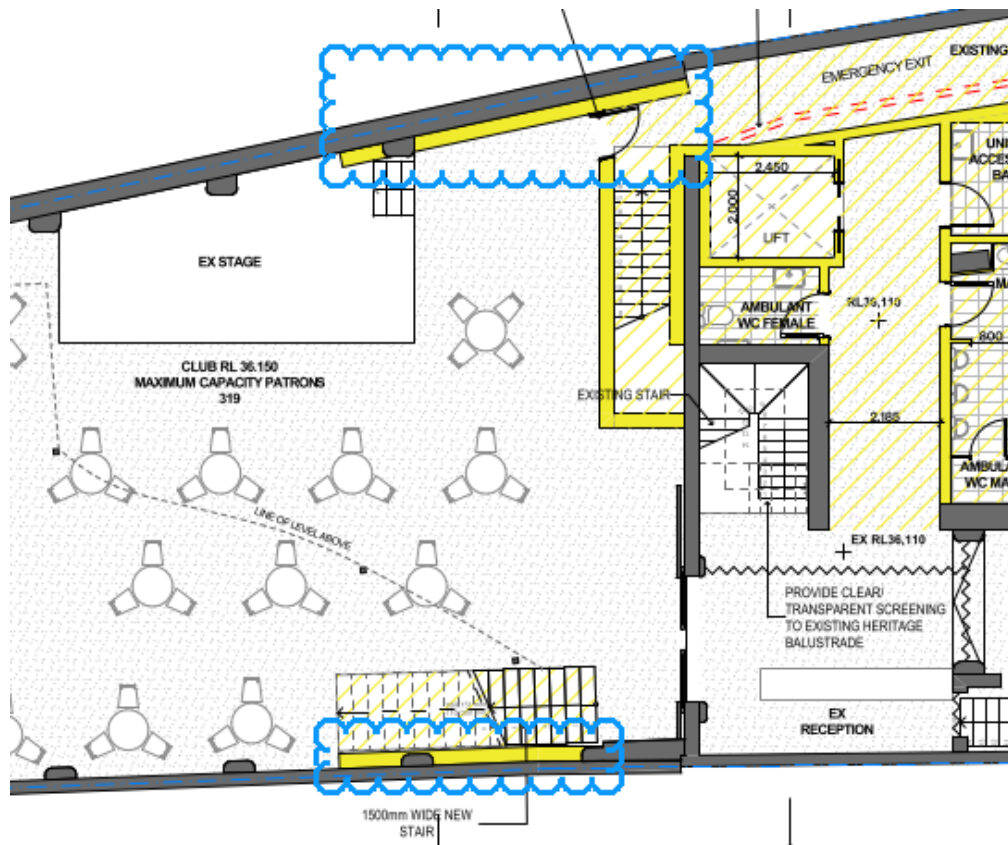 EXISTING
EMERGENCY EXIT
2.450
2.000
LIFT
EX STAGE
AMBULANT
WC FEMALE
RL36,110
800
CLUB RL 36.150
MAXIMUM CAPACITY PATRONS
319
EXISTING STAIR
2.185
WC MA
LINE OF LEVEL ABOVE
EX RL36,110
PROVIDE CLEAR/
TRANSPARENT SCREENING
TO EXISTING HERITAGE
BALUSTRADE
EX
RECEPTION
1500mm WIDE NEW
STAIR